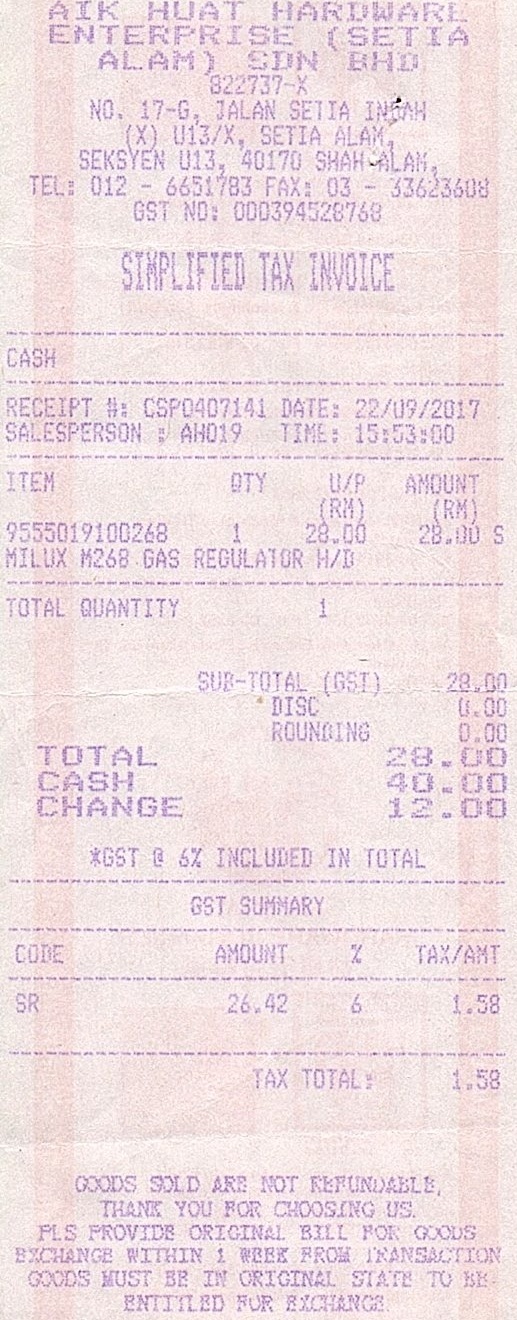 AIK HUAT HARDWARE
ENTERPRISE (SETIA
ALAM) SDN BHD
822737-X
NO. 17-G, JALAN SETIA INDAH
(X) U13/X, SETIA ALAM,
SEKSYEN U13, 40170 SHAH ALAM,
TEL: 012 - 6651783 FAX: 03 - 33623608
GST NO: 000394528768
SIMPLIFIED TAX INVOICE
CASH
RECEIPT #: CSP0407141 DATE: 22/09/2017
SALESPERSON : AH019 TIME: 15:53:00
ITEM QTY U/P AMOUNT
(RM) (RM)
9555019100268 1 28.00 28.00 S
MILUX M268 GAS REGULATOR H/D
TOTAL QUANTITY 1
SUB-TOTAL (GST) 28.00
DISC 0.00
ROUNDING 0.00
TOTAL 28.00
CASH 40.00
CHANGE 12.00
*GST @ 6% INCLUDED IN TOTAL
GST SUMMARY
CODE AMOUNT % TAX/AMT
SR 26.42 6 1.58
TAX TOTAL: 1.58
GOODS SOLD ARE NOT REFUNDABLE,
THANK YOU FOR CHOOSING US.
PLS PROVIDE ORIGINAL BILL FOR GOODS
EXCHANGE WITHIN 1 WEEK FROM TRANSACTION
GOODS MUST BE IN ORIGINAL STATE TO BE
ENTITLED FOR EXCHANGE.